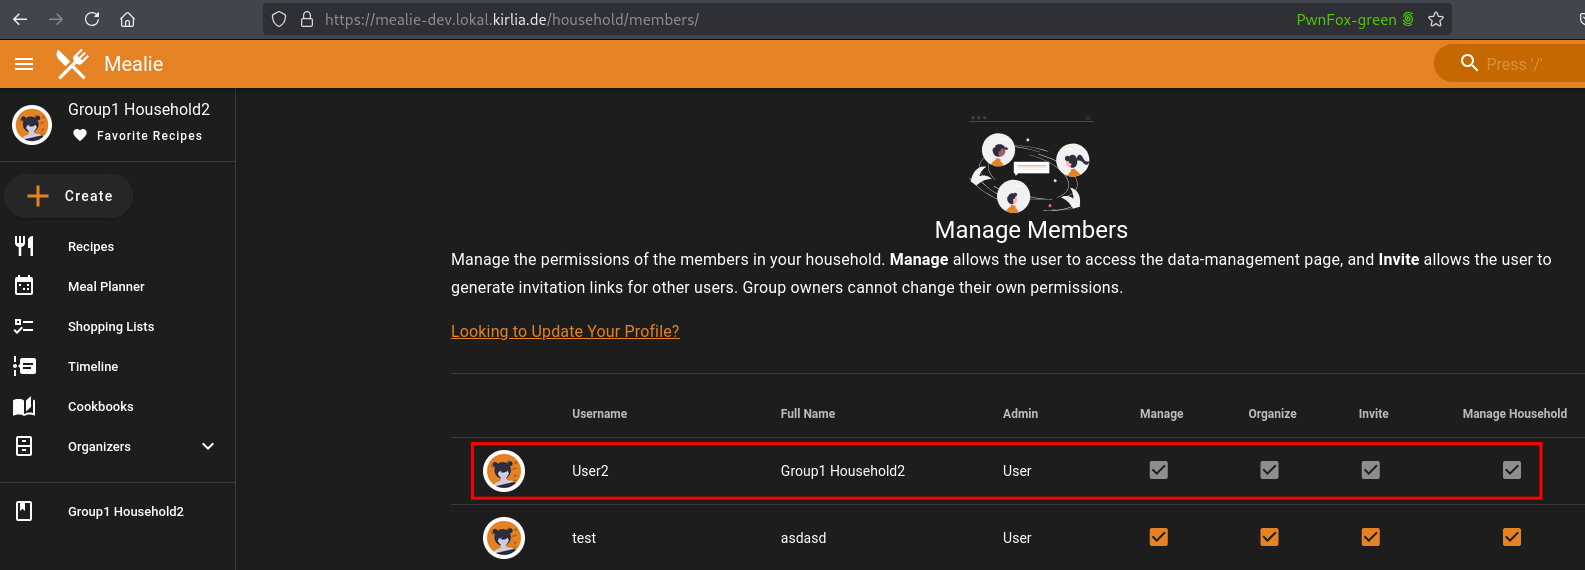 https://mealie-dev.lokal.kirlia.de/household/members/
PwnFox-green
Mealie
Press '/'
Group1 Household2
Favorite Recipes
Create
Recipes
Meal Planner
Shopping Lists
Timeline
Cookbooks
Organizers
Group1 Household2
Manage Members
Manage the permissions of the members in your household. Manage allows the user to access the data-management page, and Invite allows the user to
generate invitation links for other users. Group owners cannot change their own permissions.
Looking to Update Your Profile?
Username Full Name Admin Manage Organize Invite Manage Household
User2 Group1 Household2 User
test asdasd User